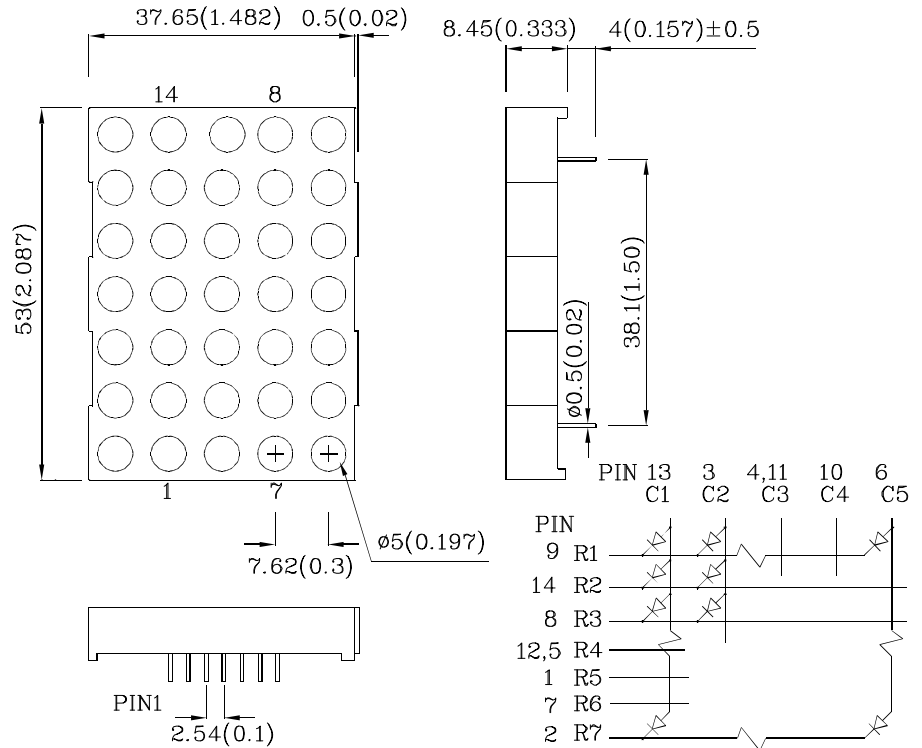 37.65(1.482)
0.5(0.02)
8.45(0.333)
4(0.157)±0.5
14
8
53(2.087)
38.1(1.50)
ø0.5(0.02)
1
7
ø5(0.197)
7.62(0.3)
PIN1
2.54(0.1)
PIN 13 3 4,11 10 6
C1 C2 C3 C4 C5
PIN
9 R1
14 R2
8 R3
12,5 R4
1 R5
7 R6
2 R7